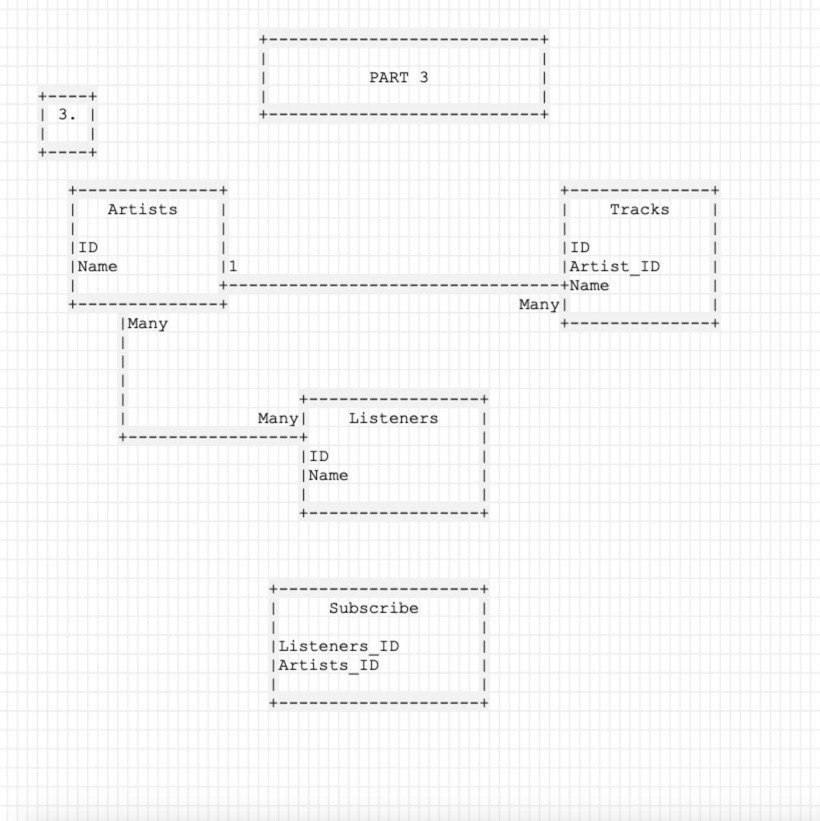 PART 3
3.
Artists
ID
Name
1
Tracks
ID
Artist_ID
Name
Many
Many
Many
Listeners
ID
Name
Subscribe
Listeners_ID
Artists_ID